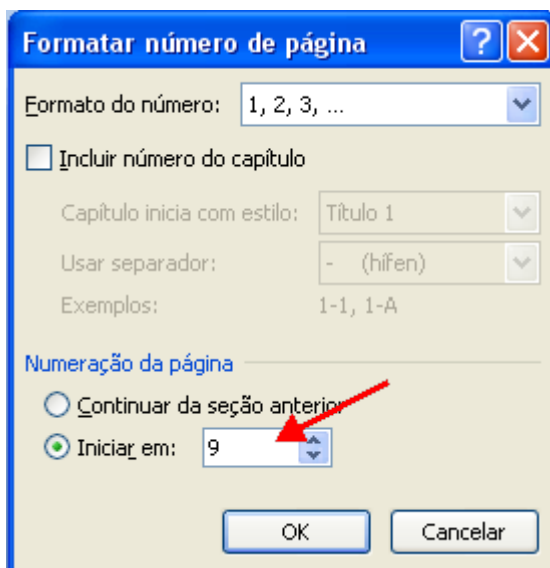 Formatar número de página
Formato do número: 1, 2, 3, ...
Incluir número do capítulo
Capítulo inicia com estilo: Título 1
Usar separador: - (hífen)
Exemplos: 1-1, 1-A
Numeração da página
Continuar da seção anterior
Iniciar em: 9
OK Cancelar